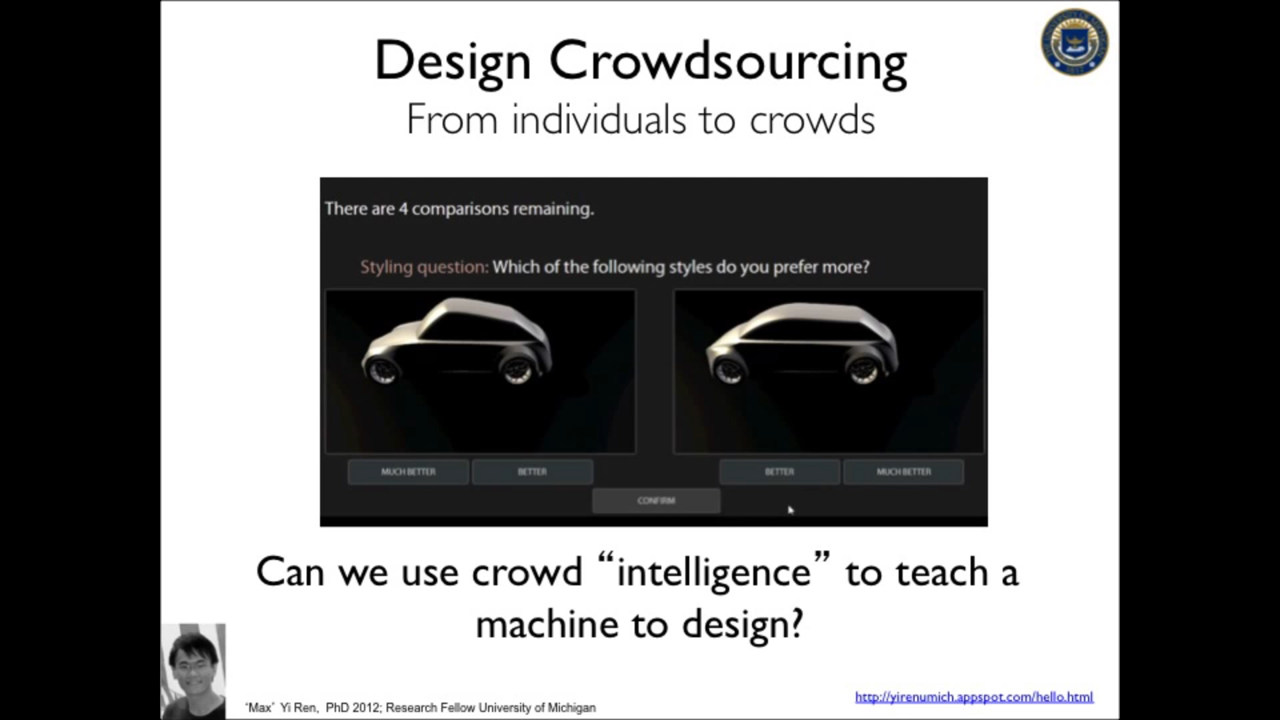 Design Crowdsourcing
From individuals to crowds
There are 4 comparisons remaining.
Styling question: Which of the following styles do you prefer more?
MUCH BETTER BETTER BETTER MUCH BETTER
CONFIRM
Can we use crowd “intelligence” to teach a
machine to design?
http://yirenumich.appspot.com/hello.html
‘Max’ Yi Ren, PhD 2012; Research Fellow University of Michigan